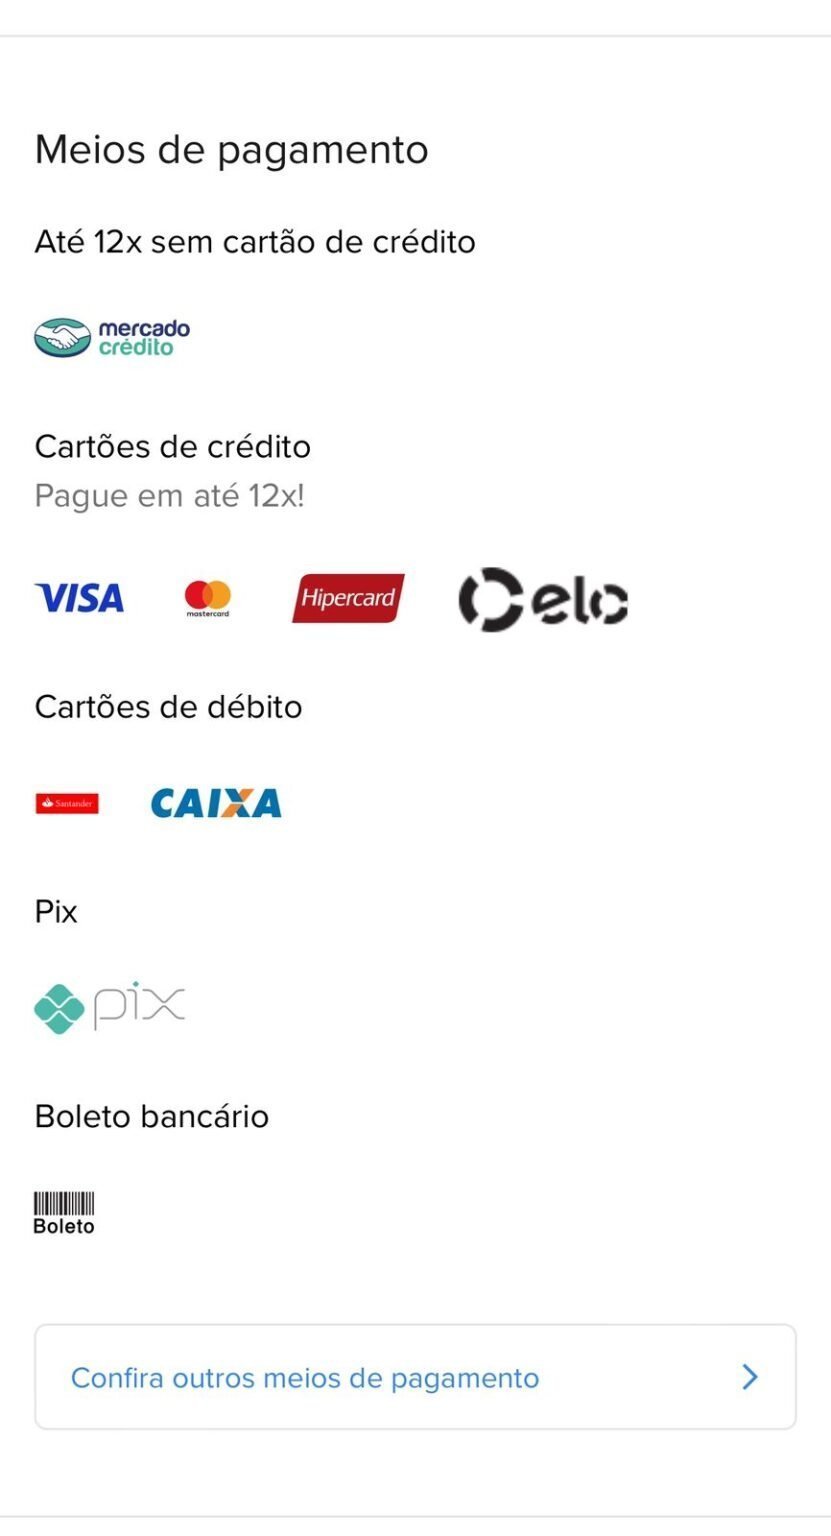 Meios de pagamento
Até 12x sem cartão de crédito
mercado
crédito
Cartões de crédito
Pague em até 12x!
VISA
mastercard
Hipercard
elo
Cartões de débito
Santander
CAIXA
Pix
pix
Boleto bancário
Boleto
Confira outros meios de pagamento